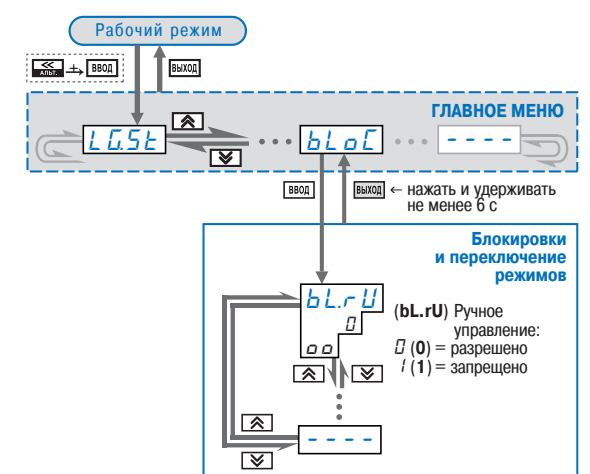 Рабочий режим
<<
АЛЬТ.
ВВОД
ВЫХОД
ГЛАВНОЕ МЕНЮ
LG.St
bLoC
- - - -
ВВОД
ВЫХОД ← нажать и удерживать
не менее 6 с
Блокировки
и переключение
режимов
bL.rU
0
oo
(bL.rU) Ручное
управление:
0 (0) = разрешено
1 (1) = запрещено
- - - -